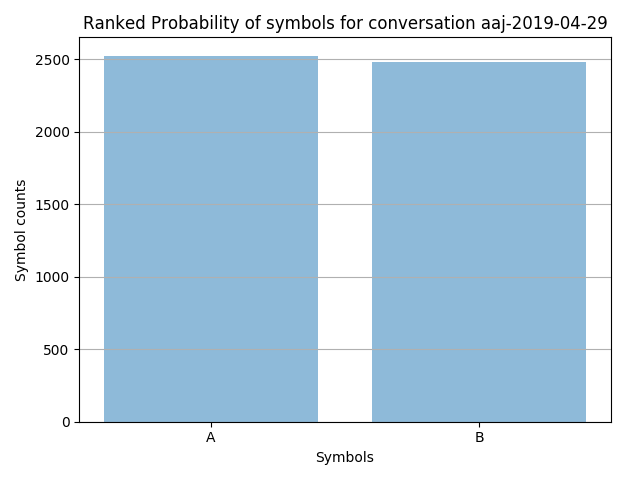 Ranked Probability of symbols for conversation aaj-2019-04-29
Symbol counts
2500
2000
1500
1000
500
0
A B
Symbols